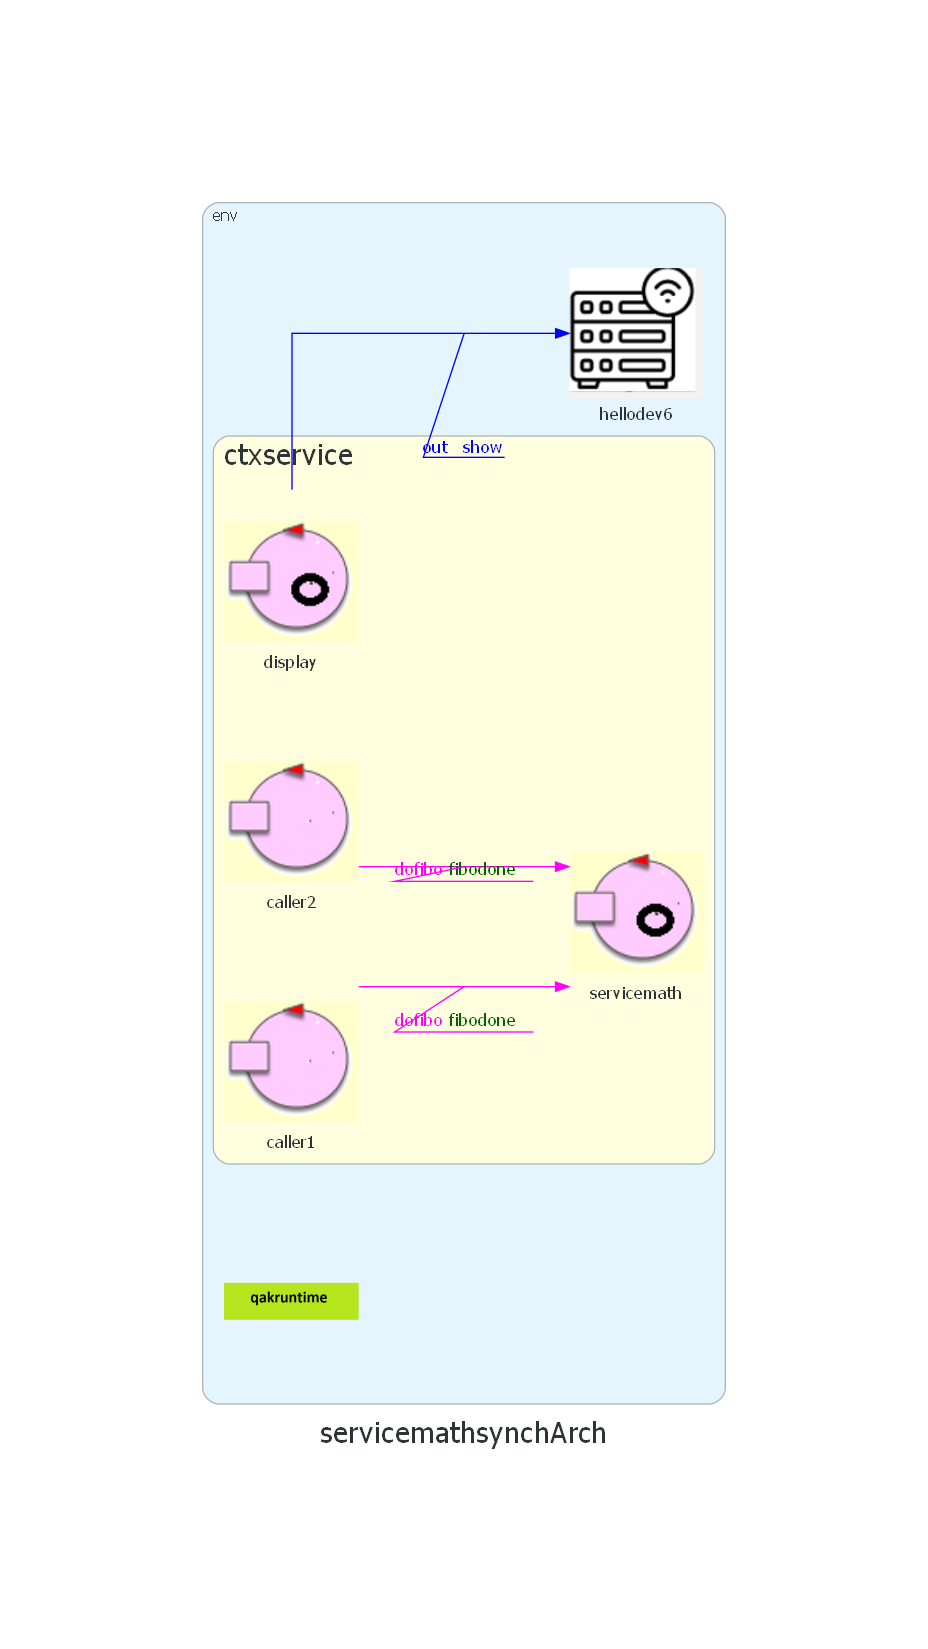 env
hellodev6
ctxservice
out show
display
dofibo fibodone
caller2
servicemath
dofibo fibodone
caller1
qakruntime
servicemathsynchArch